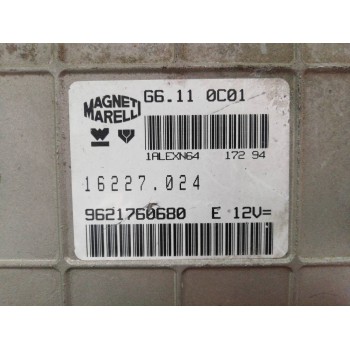 MAGNETI MARELLI
G6.11 0C01
1ALEXN64 172 94
16227.024
9621760680 E 12V=